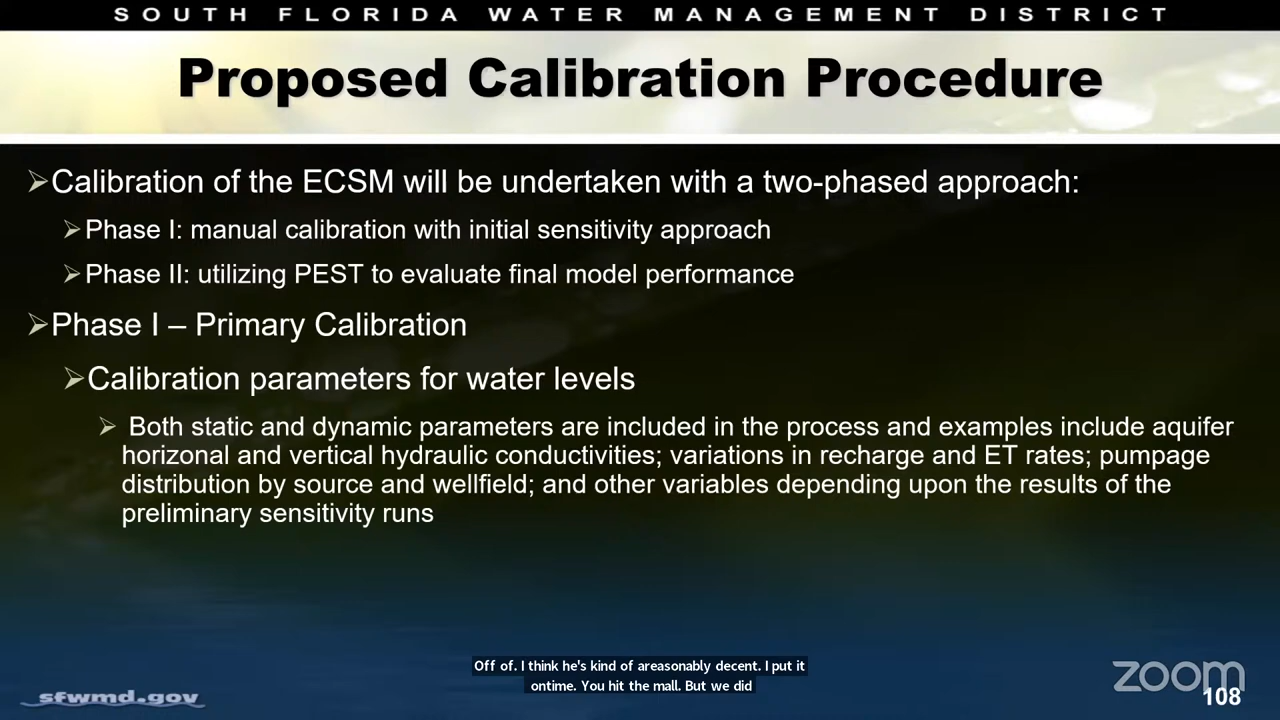 SOUTH FLORIDA WATER MANAGEMENT DISTRICT
Proposed Calibration Procedure
➢Calibration of the ECSM will be undertaken with a two-phased approach:
➢Phase I: manual calibration with initial sensitivity approach
➢Phase II: utilizing PEST to evaluate final model performance
➢Phase I – Primary Calibration
➢Calibration parameters for water levels
➢ Both static and dynamic parameters are included in the process and examples include aquifer
horizonal and vertical hydraulic conductivities; variations in recharge and ET rates; pumpage
distribution by source and wellfield; and other variables depending upon the results of the
preliminary sensitivity runs
Off of. I think he's kind of areasonably decent. I put it
ontime. You hit the mall. But we did
sfwmd.gov
zoom
108